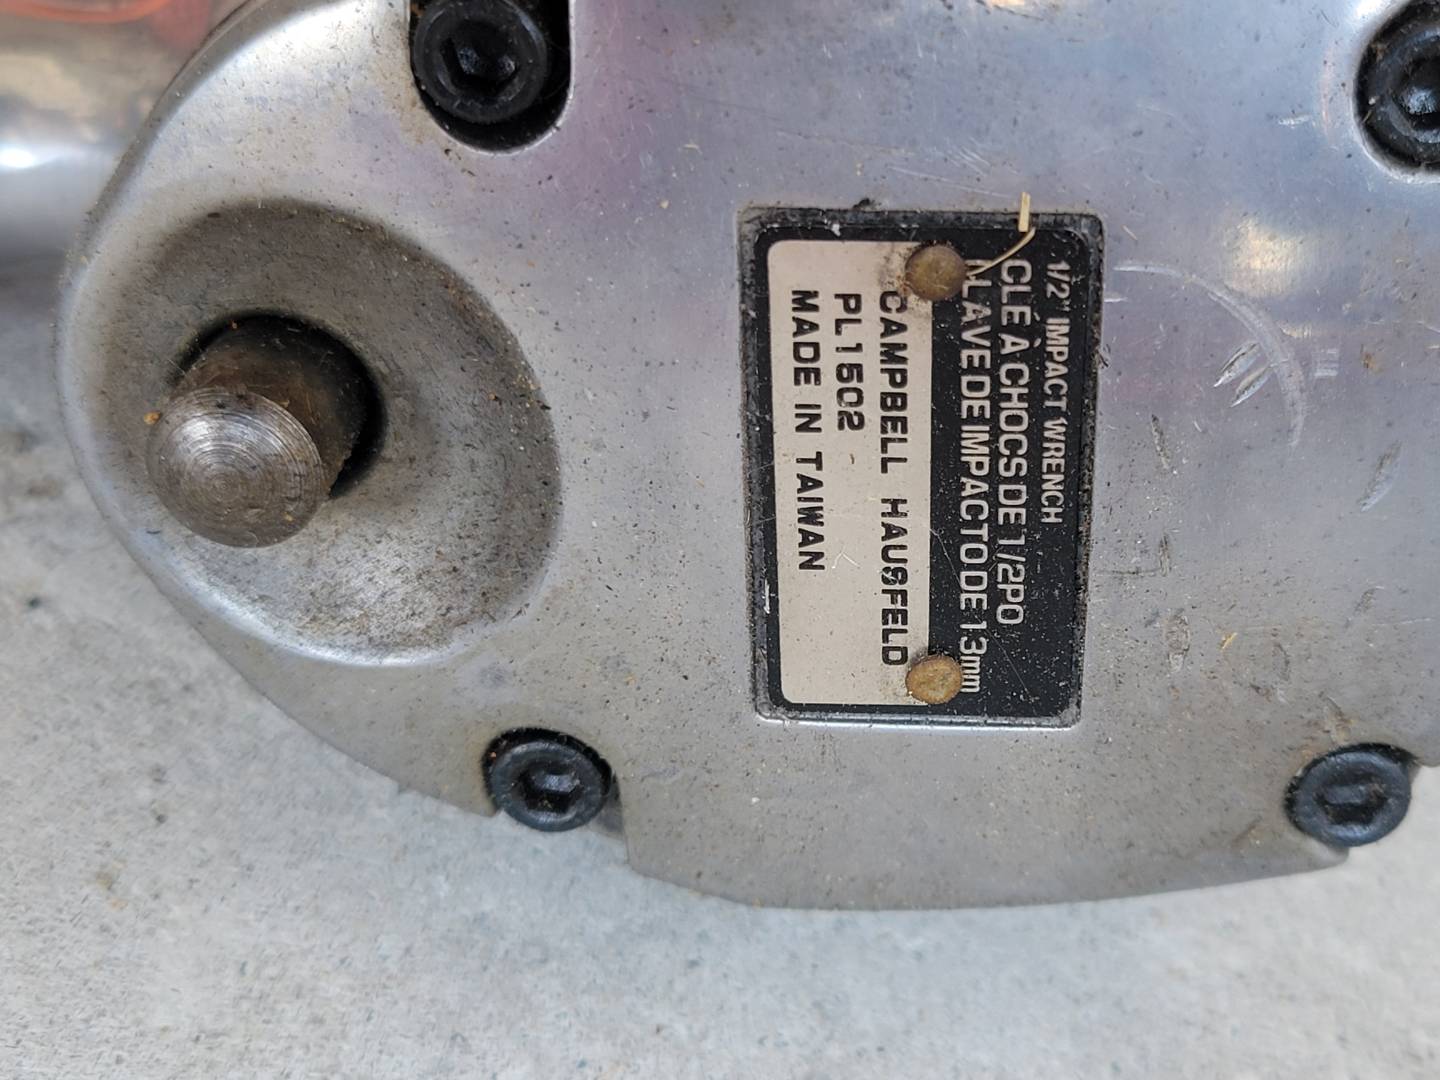 1/2" IMPACT WRENCH
CLÉ À CHOCS DE 1/2PO
LLAVE DE IMPACTO DE 13mm
CAMPBELL HAUSFELD
PL1502
MADE IN TAIWAN